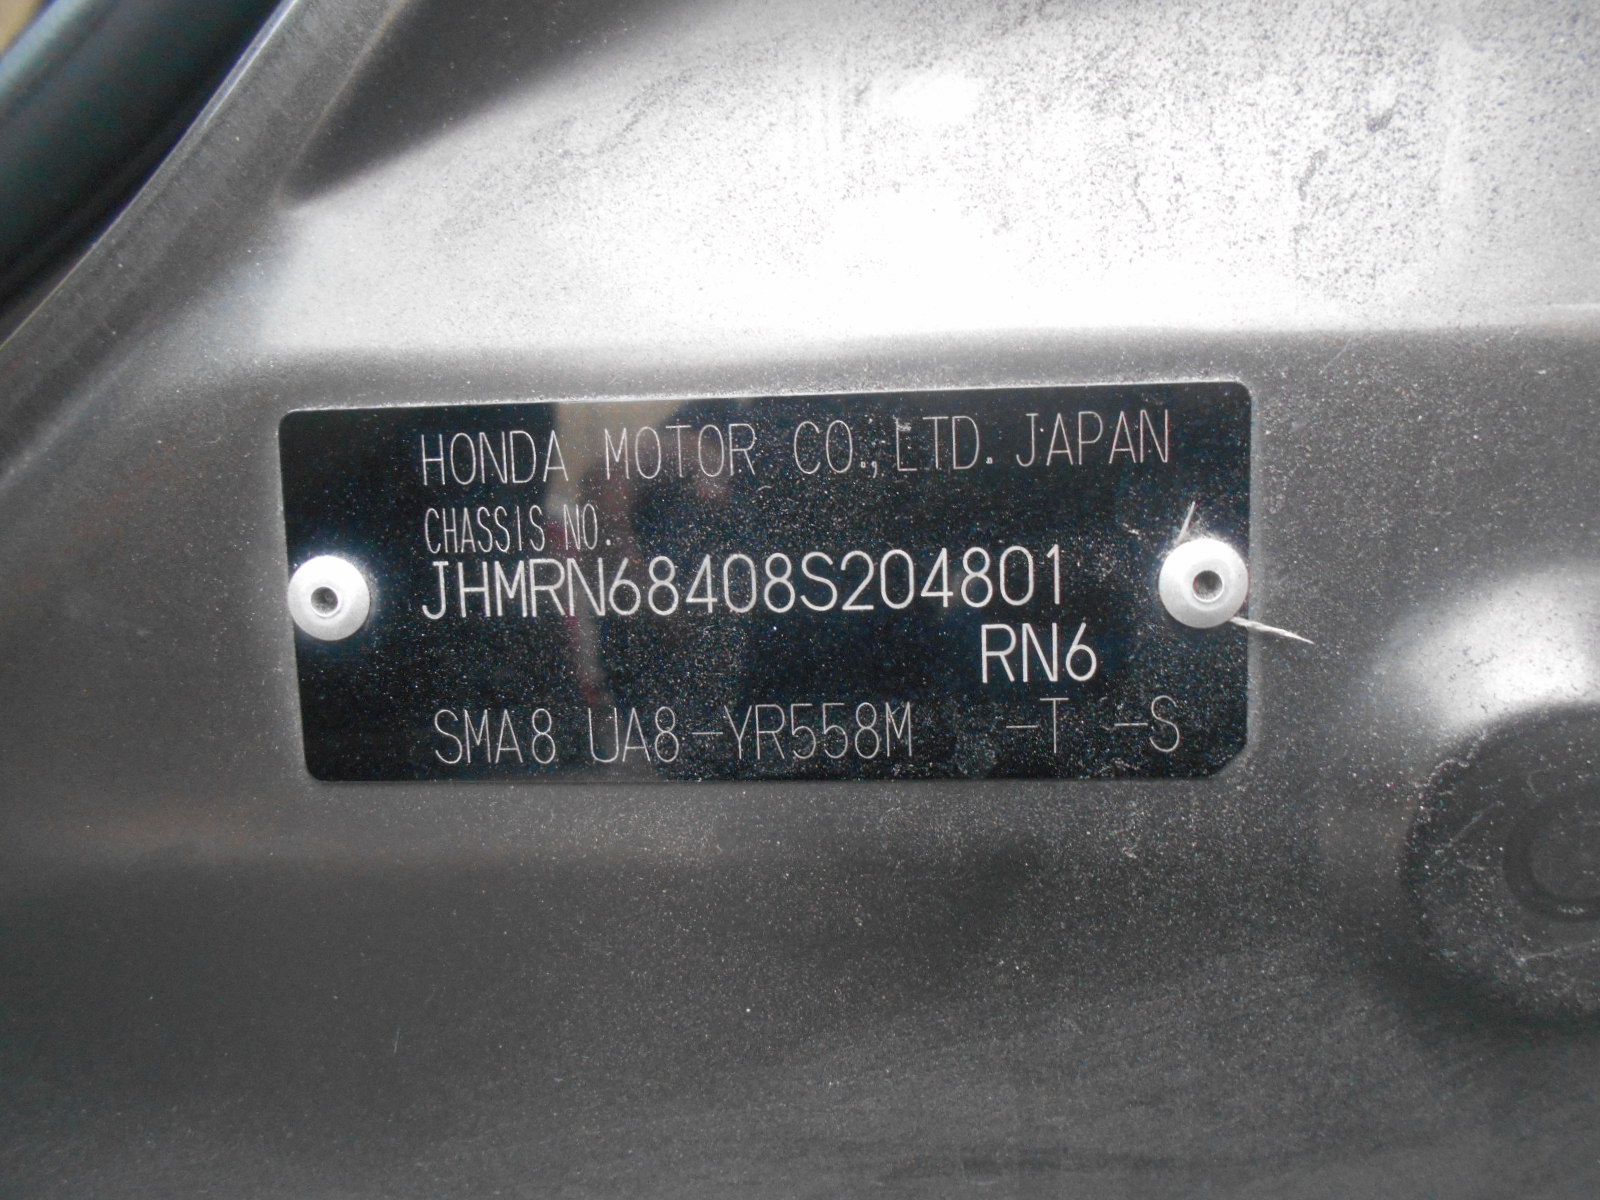 HONDA MOTOR CO.,LTD. JAPAN
CHASSIS NO.
JHMRN68408S204801
RN6
SMA8 UA8-YR558M -T -S